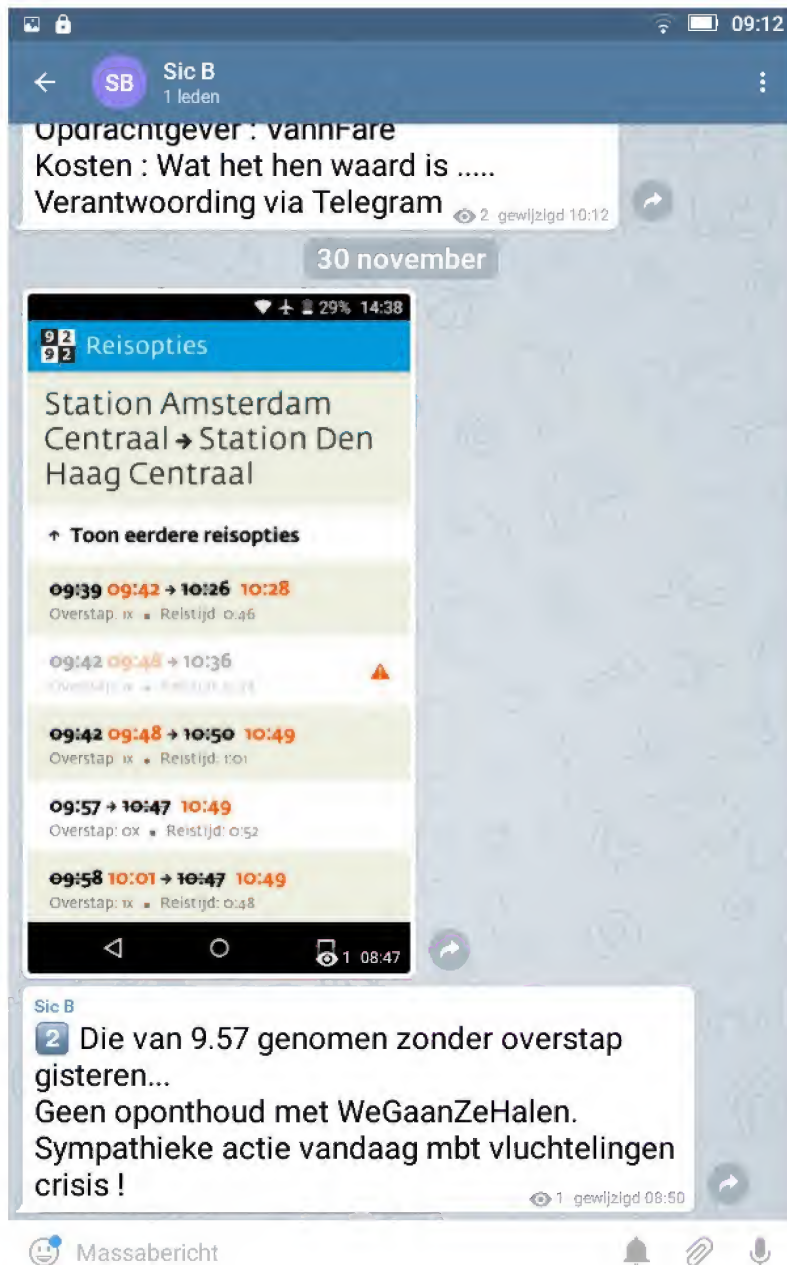 09:12
SB
Sic B
1 leden
Opdrachtgever : VannFare
Kosten : Wat het hen waard is .....
Verantwoording via Telegram
2 gewijzigd 10:12
30 november
29% 14:38
92
92
Reisopties
Station Amsterdam
Centraal → Station Den
Haag Centraal
↑ Toon eerdere reisopties
09:39 09:42 → 10:26 10:28
Overstap: 1x • Reistijd: 0:46
09:42 09:48 → 10:36
09:42 09:48 → 10:50 10:49
Overstap: 1x • Reistijd: 1:01
09:57 → 10:47 10:49
Overstap: 0x • Reistijd: 0:52
09:58 10:01 → 10:47 10:49
Overstap: 1x • Reistijd: 0:48
1 08:47
Sic B
2 Die van 9.57 genomen zonder overstap
gisteren...
Geen oponthoud met WeGaanZeHalen.
Sympathieke actie vandaag mbt vluchtelingen
crisis !
1 gewijzigd 08:50
Massabericht